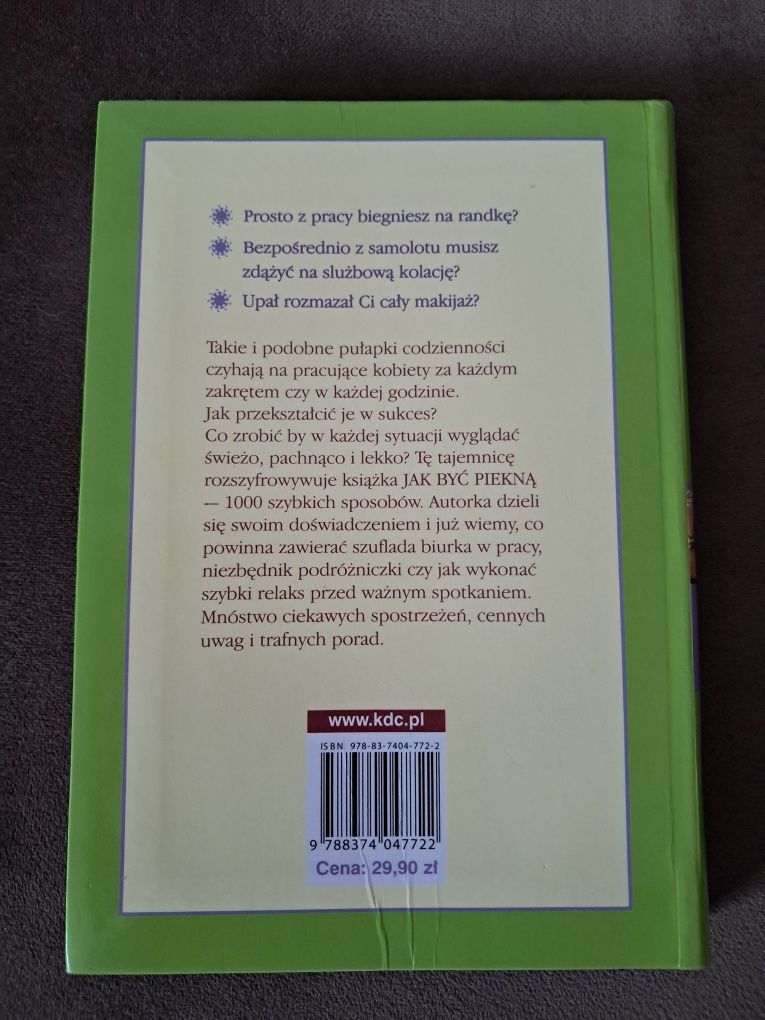 Prosto z pracy biegniesz na randkę?
Bezpośrednio z samolotu musisz
zdążyć na służbową kolację?
Upał rozmazał Ci cały makijaż?
Takie i podobne pułapki codzienności
czyhają na pracujące kobiety za każdym
zakrętem czy w każdej godzinie.
Jak przekształcić je w sukces?
Co zrobić by w każdej sytuacji wyglądać
świeżo, pachnąco i lekko? Tę tajemnicę
rozszyfrowywuje książka JAK BYĆ PIEKNĄ
— 1000 szybkich sposobów. Autorka dzieli
się swoim doświadczeniem i już wiemy, co
powinna zawierać szuflada biurka w pracy,
niezbędnik podróżniczki czy jak wykonać
szybki relaks przed ważnym spotkaniem.
Mnóstwo ciekawych spostrzeżeń, cennych
uwag i trafnych porad.
www.kdc.pl
ISBN 978-83-7404-772-2
9 788374 047722
Cena: 29,90 zł